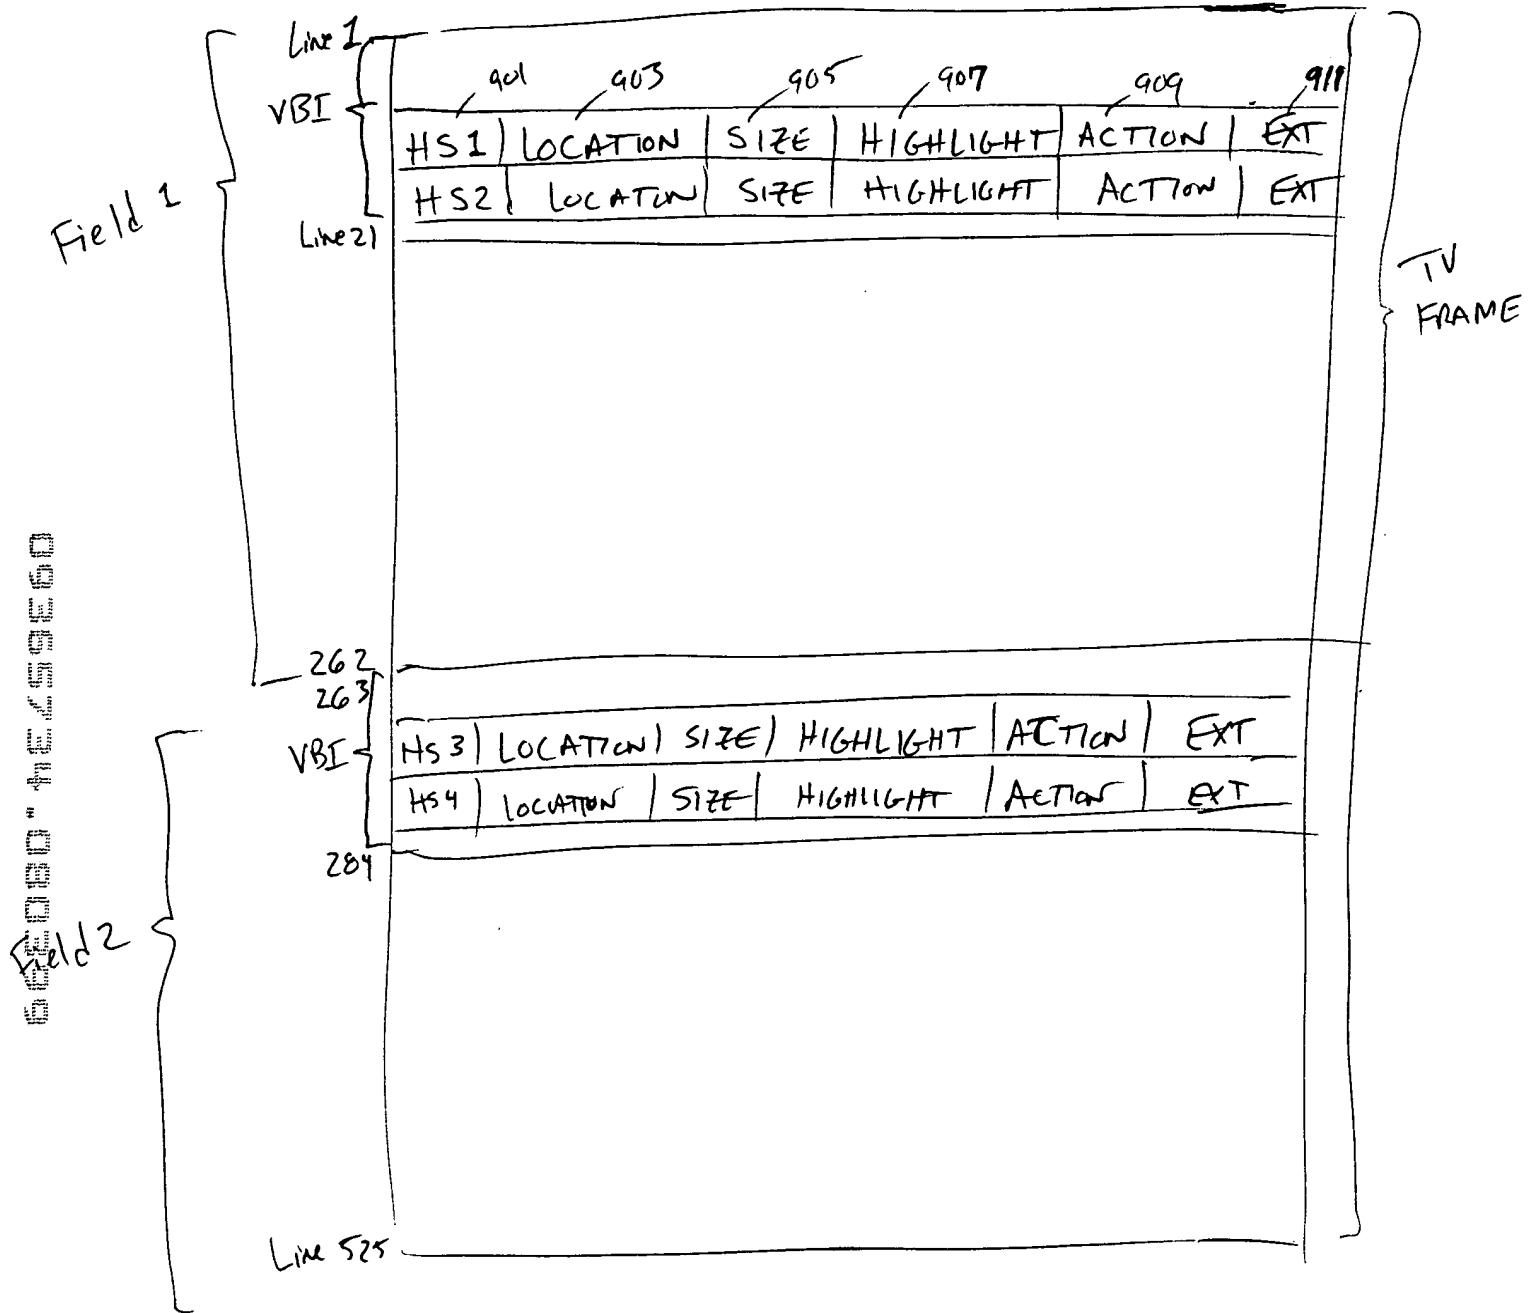 Line 1
901 903 905 907 909 911
VBI
HS1 LOCATION SIZE HIGHLIGHT ACTION EXT
HS2 LOCATION SIZE HIGHLIGHT ACTION EXT
Field 1
Line 21
TV
FRAME
262
263
VBI
HS3 LOCATION SIZE HIGHLIGHT ACTION EXT
HS4 LOCATION SIZE HIGHLIGHT ACTION EXT
284
Field 2
Line 525
09365734.080399